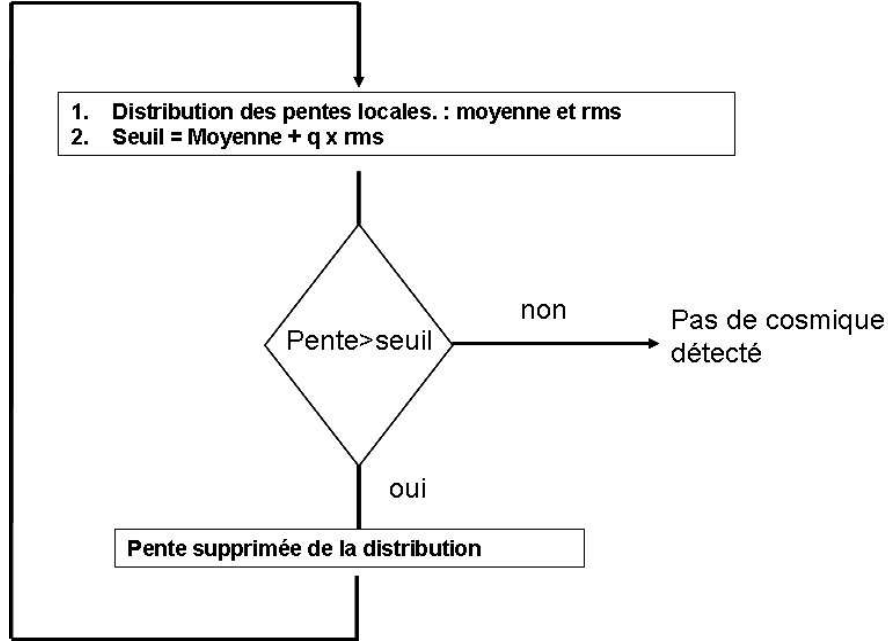 1. Distribution des pentes locales. : moyenne et rms
2. Seuil = Moyenne + q x rms
Pente>seuil
non
Pas de cosmique
détecté
oui
Pente supprimée de la distribution